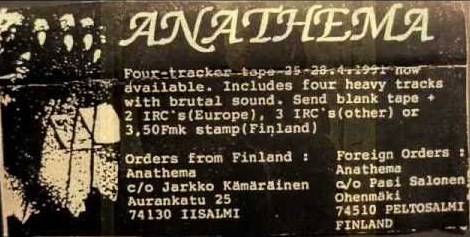 ANATHEMA
Four-tracker tape 25-28.4.1991 now
available. Includes four heavy tracks
with brutal sound. Send blank tape +
2 IRC's(Europe), 3 IRC's(other) or
3,50Fmk stamp(Finland)
Orders from Finland :
Anathema
c/o Jarkko Kämäräinen
Aurankatu 25
74130 IISALMI
Foreign Orders :
Anathema
c/o Pasi Salonen
Ohenmäki
74510 PELTOSALMI
FINLAND